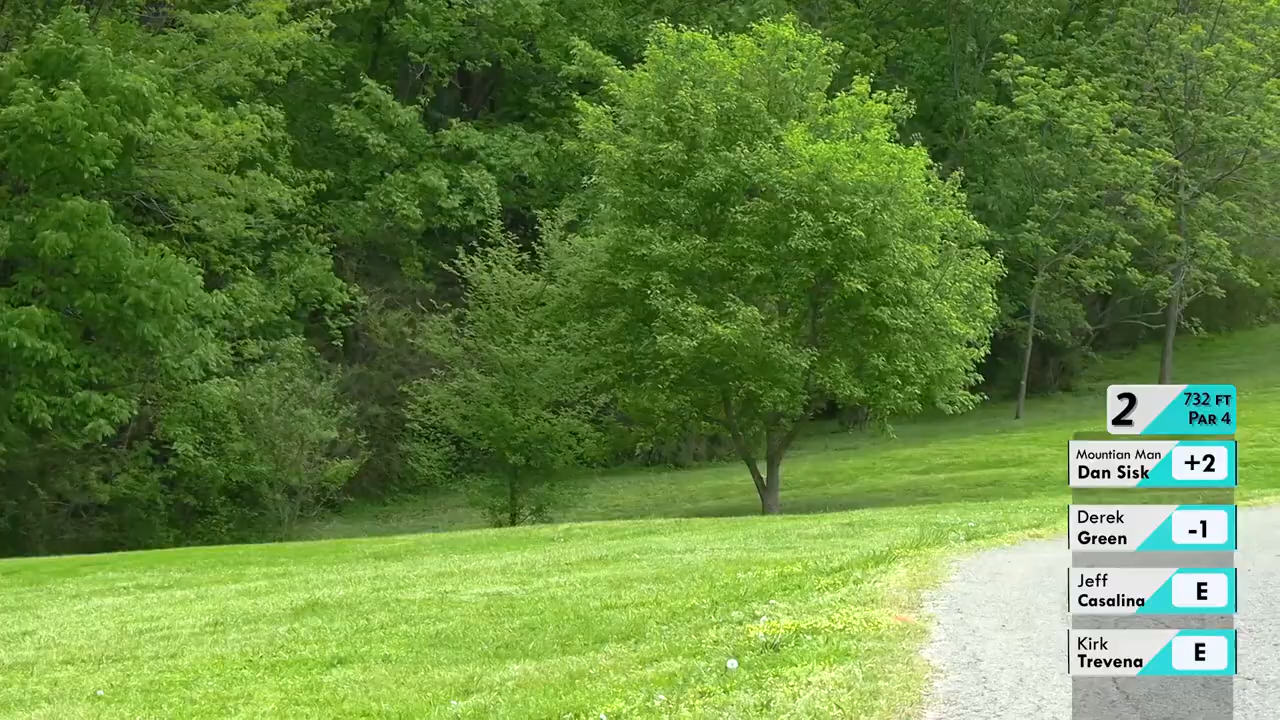 2
732 FT
PAR 4
Mountian Man
Dan Sisk
+2
Derek
Green
-1
Jeff
Casalina
E
Kirk
Trevena
E